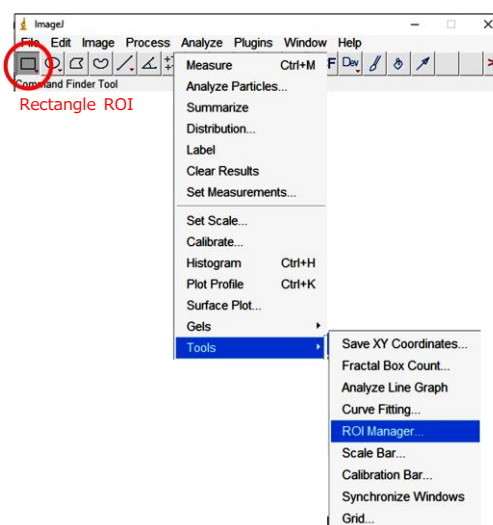 ImageJ
File Edit Image Process Analyze Plugins Window Help
Dev
Command Finder Tool
Rectangle ROI
Measure Ctrl+M
Analyze Particles...
Summarize
Distribution...
Label
Clear Results
Set Measurements...
Set Scale...
Calibrate...
Histogram Ctrl+H
Plot Profile Ctrl+K
Surface Plot...
Gels
Tools
Save XY Coordinates...
Fractal Box Count...
Analyze Line Graph
Curve Fitting...
ROI Manager...
Scale Bar...
Calibration Bar...
Synchronize Windows
Grid...